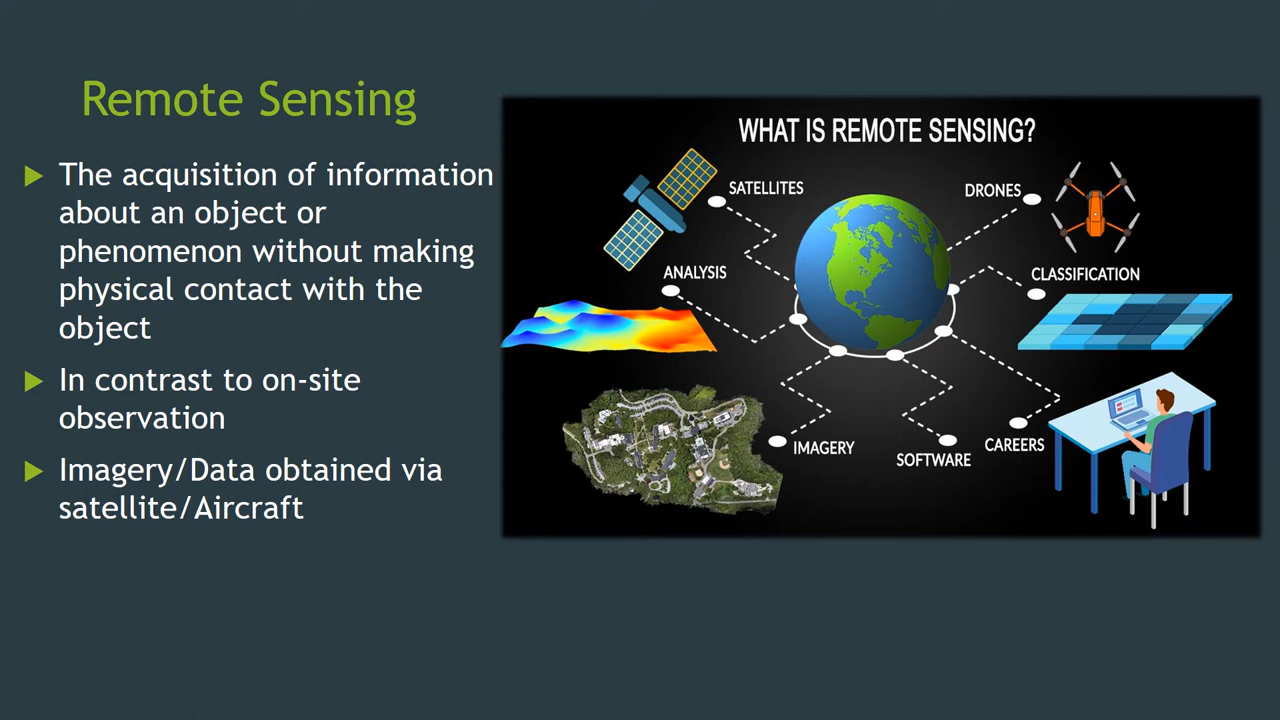 Remote Sensing
The acquisition of information
about an object or
phenomenon without making
physical contact with the
object
In contrast to on-site
observation
Imagery/Data obtained via
satellite/Aircraft
WHAT IS REMOTE SENSING?
SATELLITES
DRONES
ANALYSIS
CLASSIFICATION
IMAGERY
SOFTWARE
CAREERS